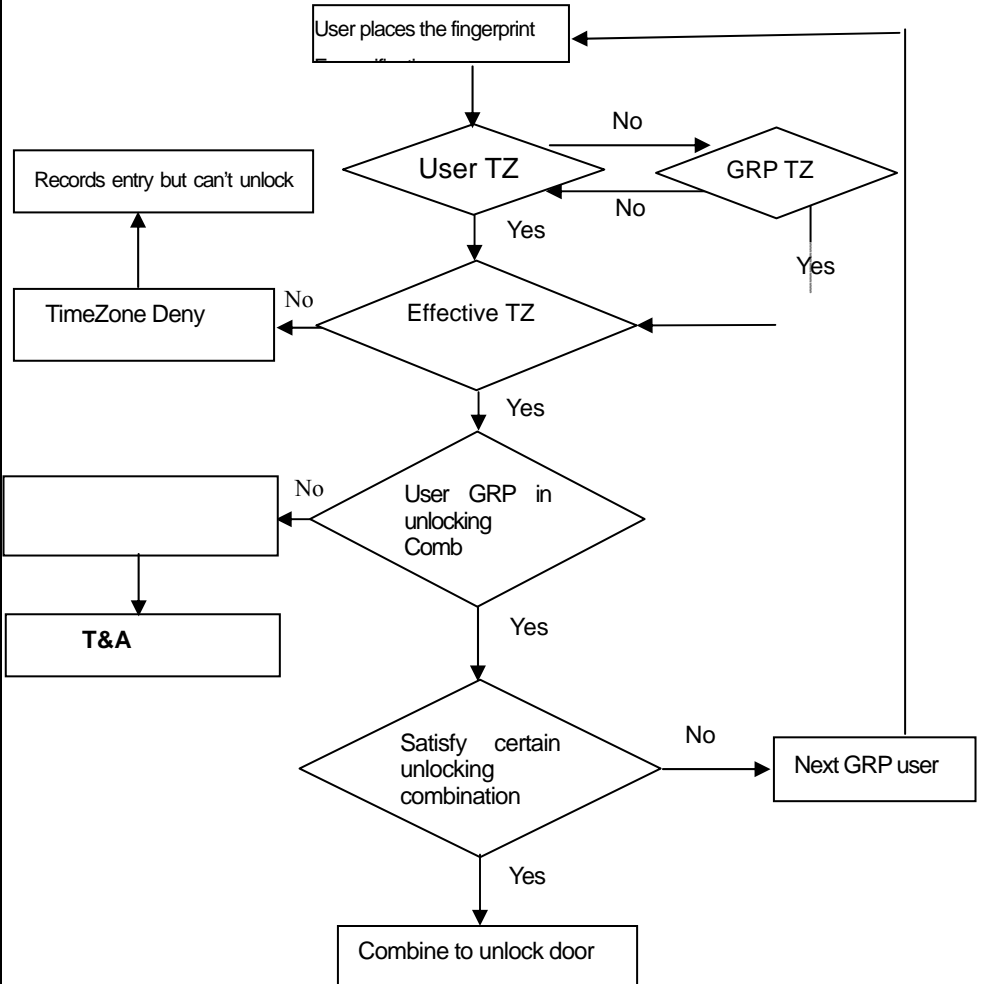 User places the fingerprint
No
User TZ
GRP TZ
Records entry but can't unlock
No
Yes
Yes
No
TimeZone Deny
Effective TZ
Yes
No
User GRP in
unlocking
Comb
Yes
T&A
No
Satisfy certain
unlocking
combination
Next GRP user
Yes
Combine to unlock door